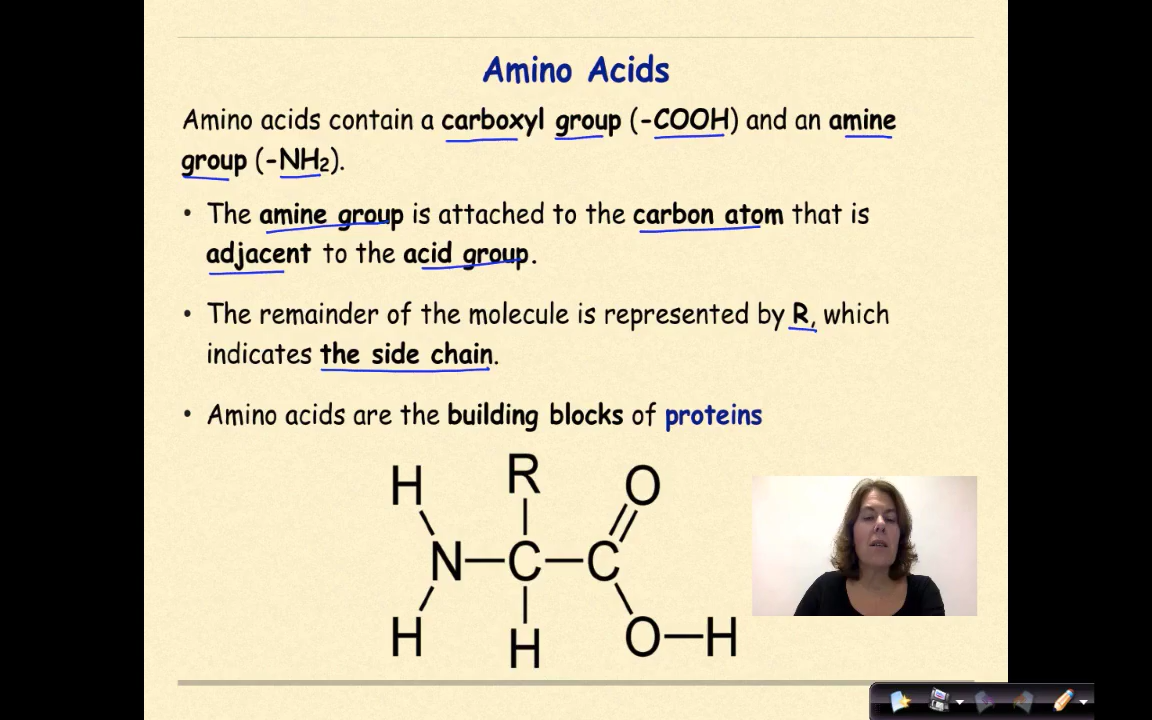 Amino Acids
Amino acids contain a carboxyl group (-COOH) and an amine
group (-NH₂).
• The amine group is attached to the carbon atom that is
adjacent to the acid group.
• The remainder of the molecule is represented by R, which
indicates the side chain.
• Amino acids are the building blocks of proteins
H R O
N—C—C
H H O—H